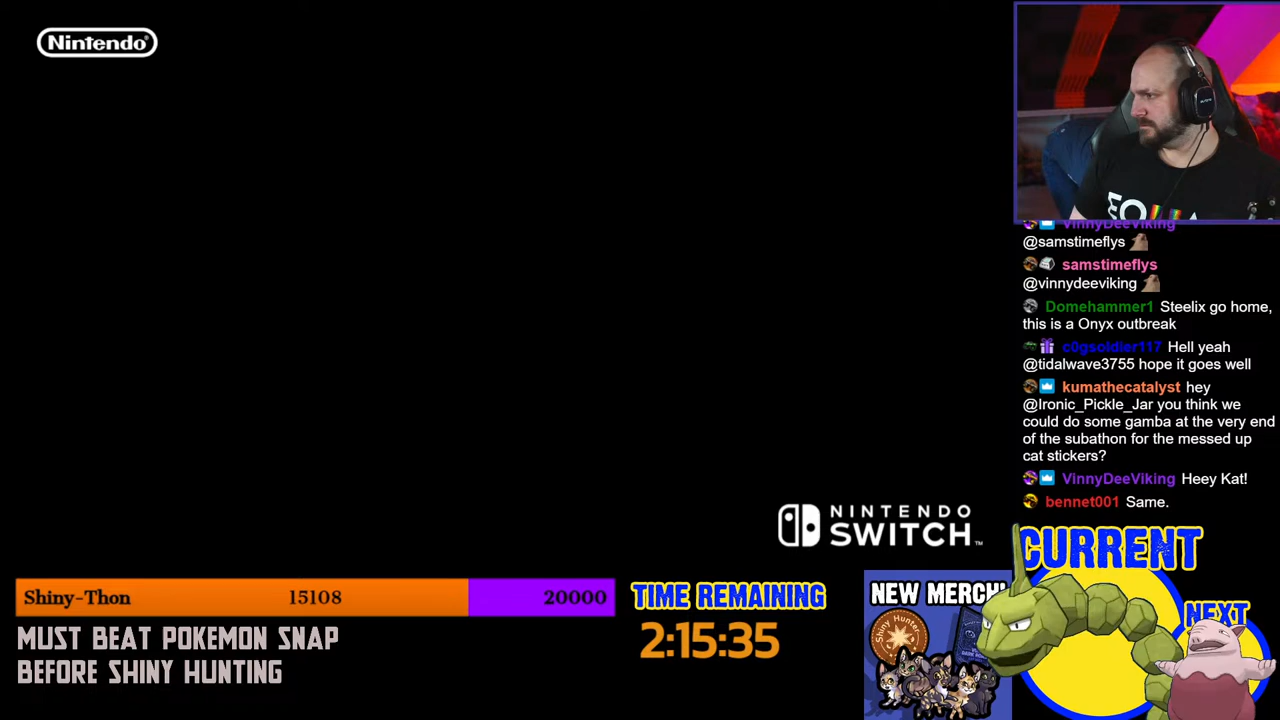 Nintendo
VinnyDeeViking
@samstimeflys
samstimeflys
@vinnydeeviking
Domehammer1 Steelix go home,
this is a Onyx outbreak
c0gsoldier117 Hell yeah
@tidalwave3755 hope it goes well
kumathecatalyst hey
@Ironic_Pickle_Jar you think we
could do some gamba at the very end
of the subathon for the messed up
cat stickers?
VinnyDeeViking Heey Kat!
bennet001 Same.
NINTENDO
SWITCH
Shiny-Thon 15108 20000
MUST BEAT POKEMON SNAP
BEFORE SHINY HUNTING
TIME REMAINING
2:15:35
NEW MERCH!
Shiny Hunter
CURRENT
NEXT